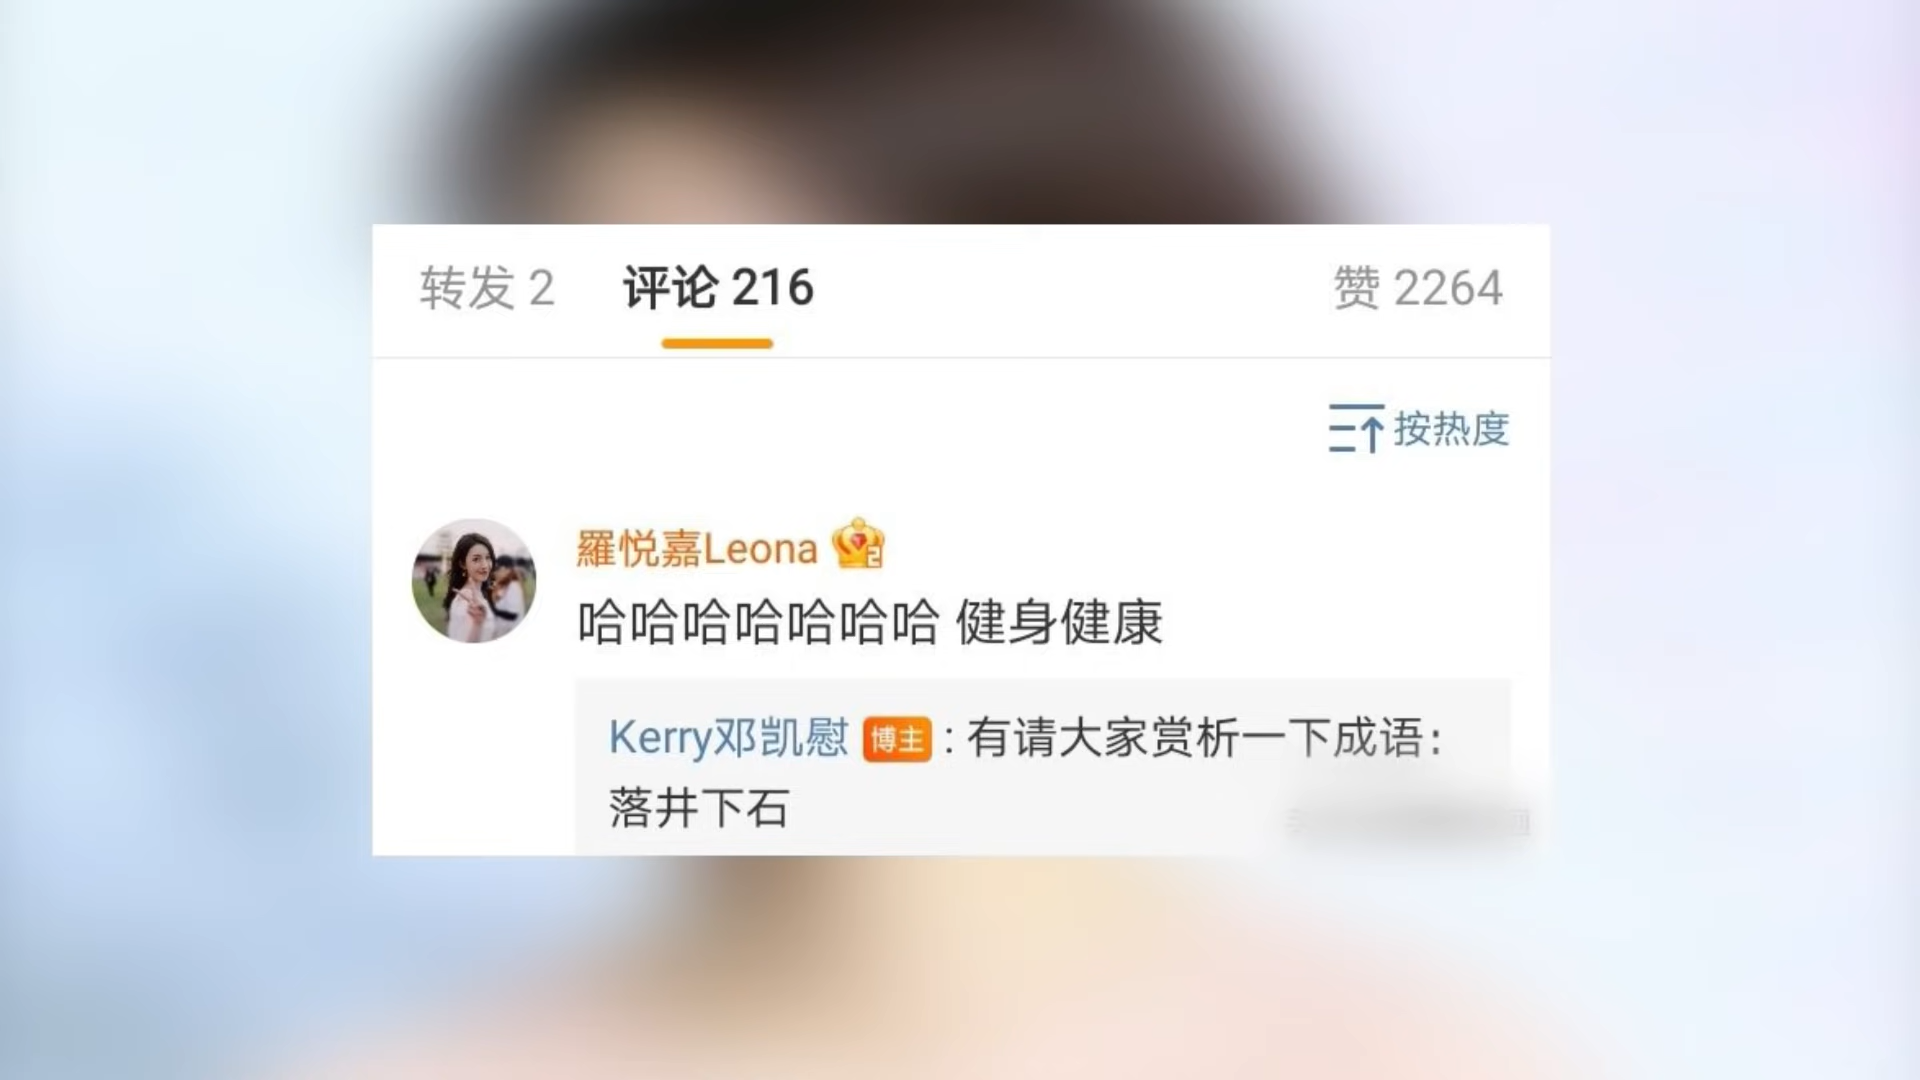 转发 2 评论 216 赞 2264
按热度
羅悦嘉Leona
哈哈哈哈哈哈哈 健身健康
Kerry邓凯慰 博主 : 有请大家赏析一下成语:
落井下石